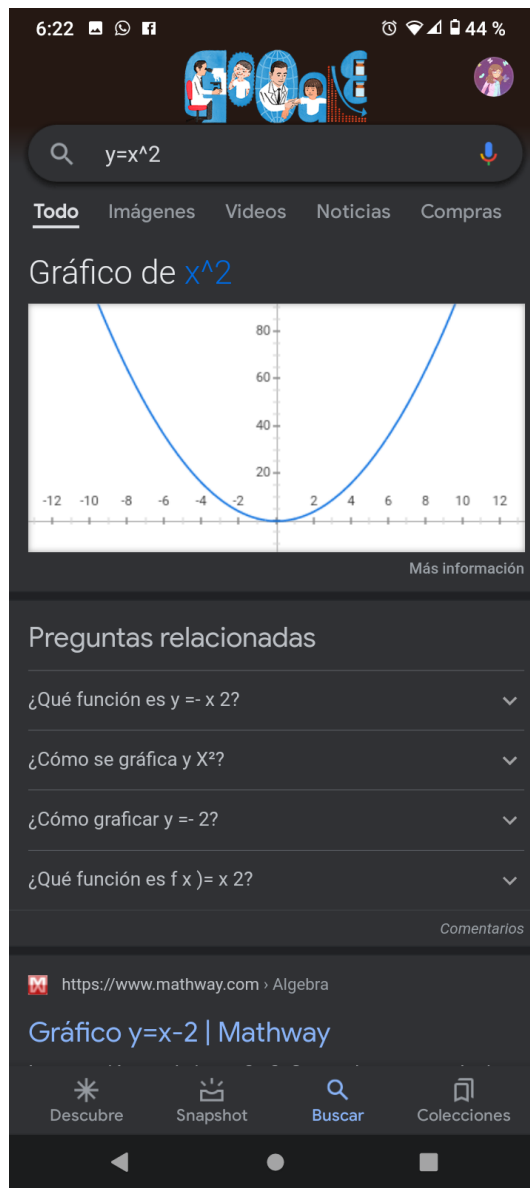 6:22 44 %
Google
y=x^2
Todo Imágenes Videos Noticias Compras
Gráfico de x^2
80
60
40
20
-12 -10 -8 -6 -4 -2 2 4 6 8 10 12
Más información
Preguntas relacionadas
¿Qué función es y =- x 2?
¿Cómo se gráfica y X²?
¿Cómo graficar y =- 2?
¿Qué función es f x )= x 2?
Comentarios
https://www.mathway.com › Algebra
Gráfico y=x-2 | Mathway
Descubre Snapshot Buscar Colecciones